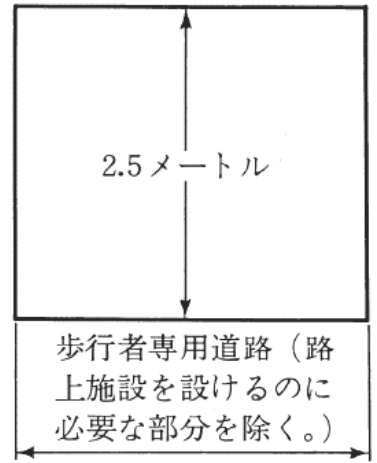 2.5メートル
歩行者専用道路（路
上施設を設けるのに
必要な部分を除く。）